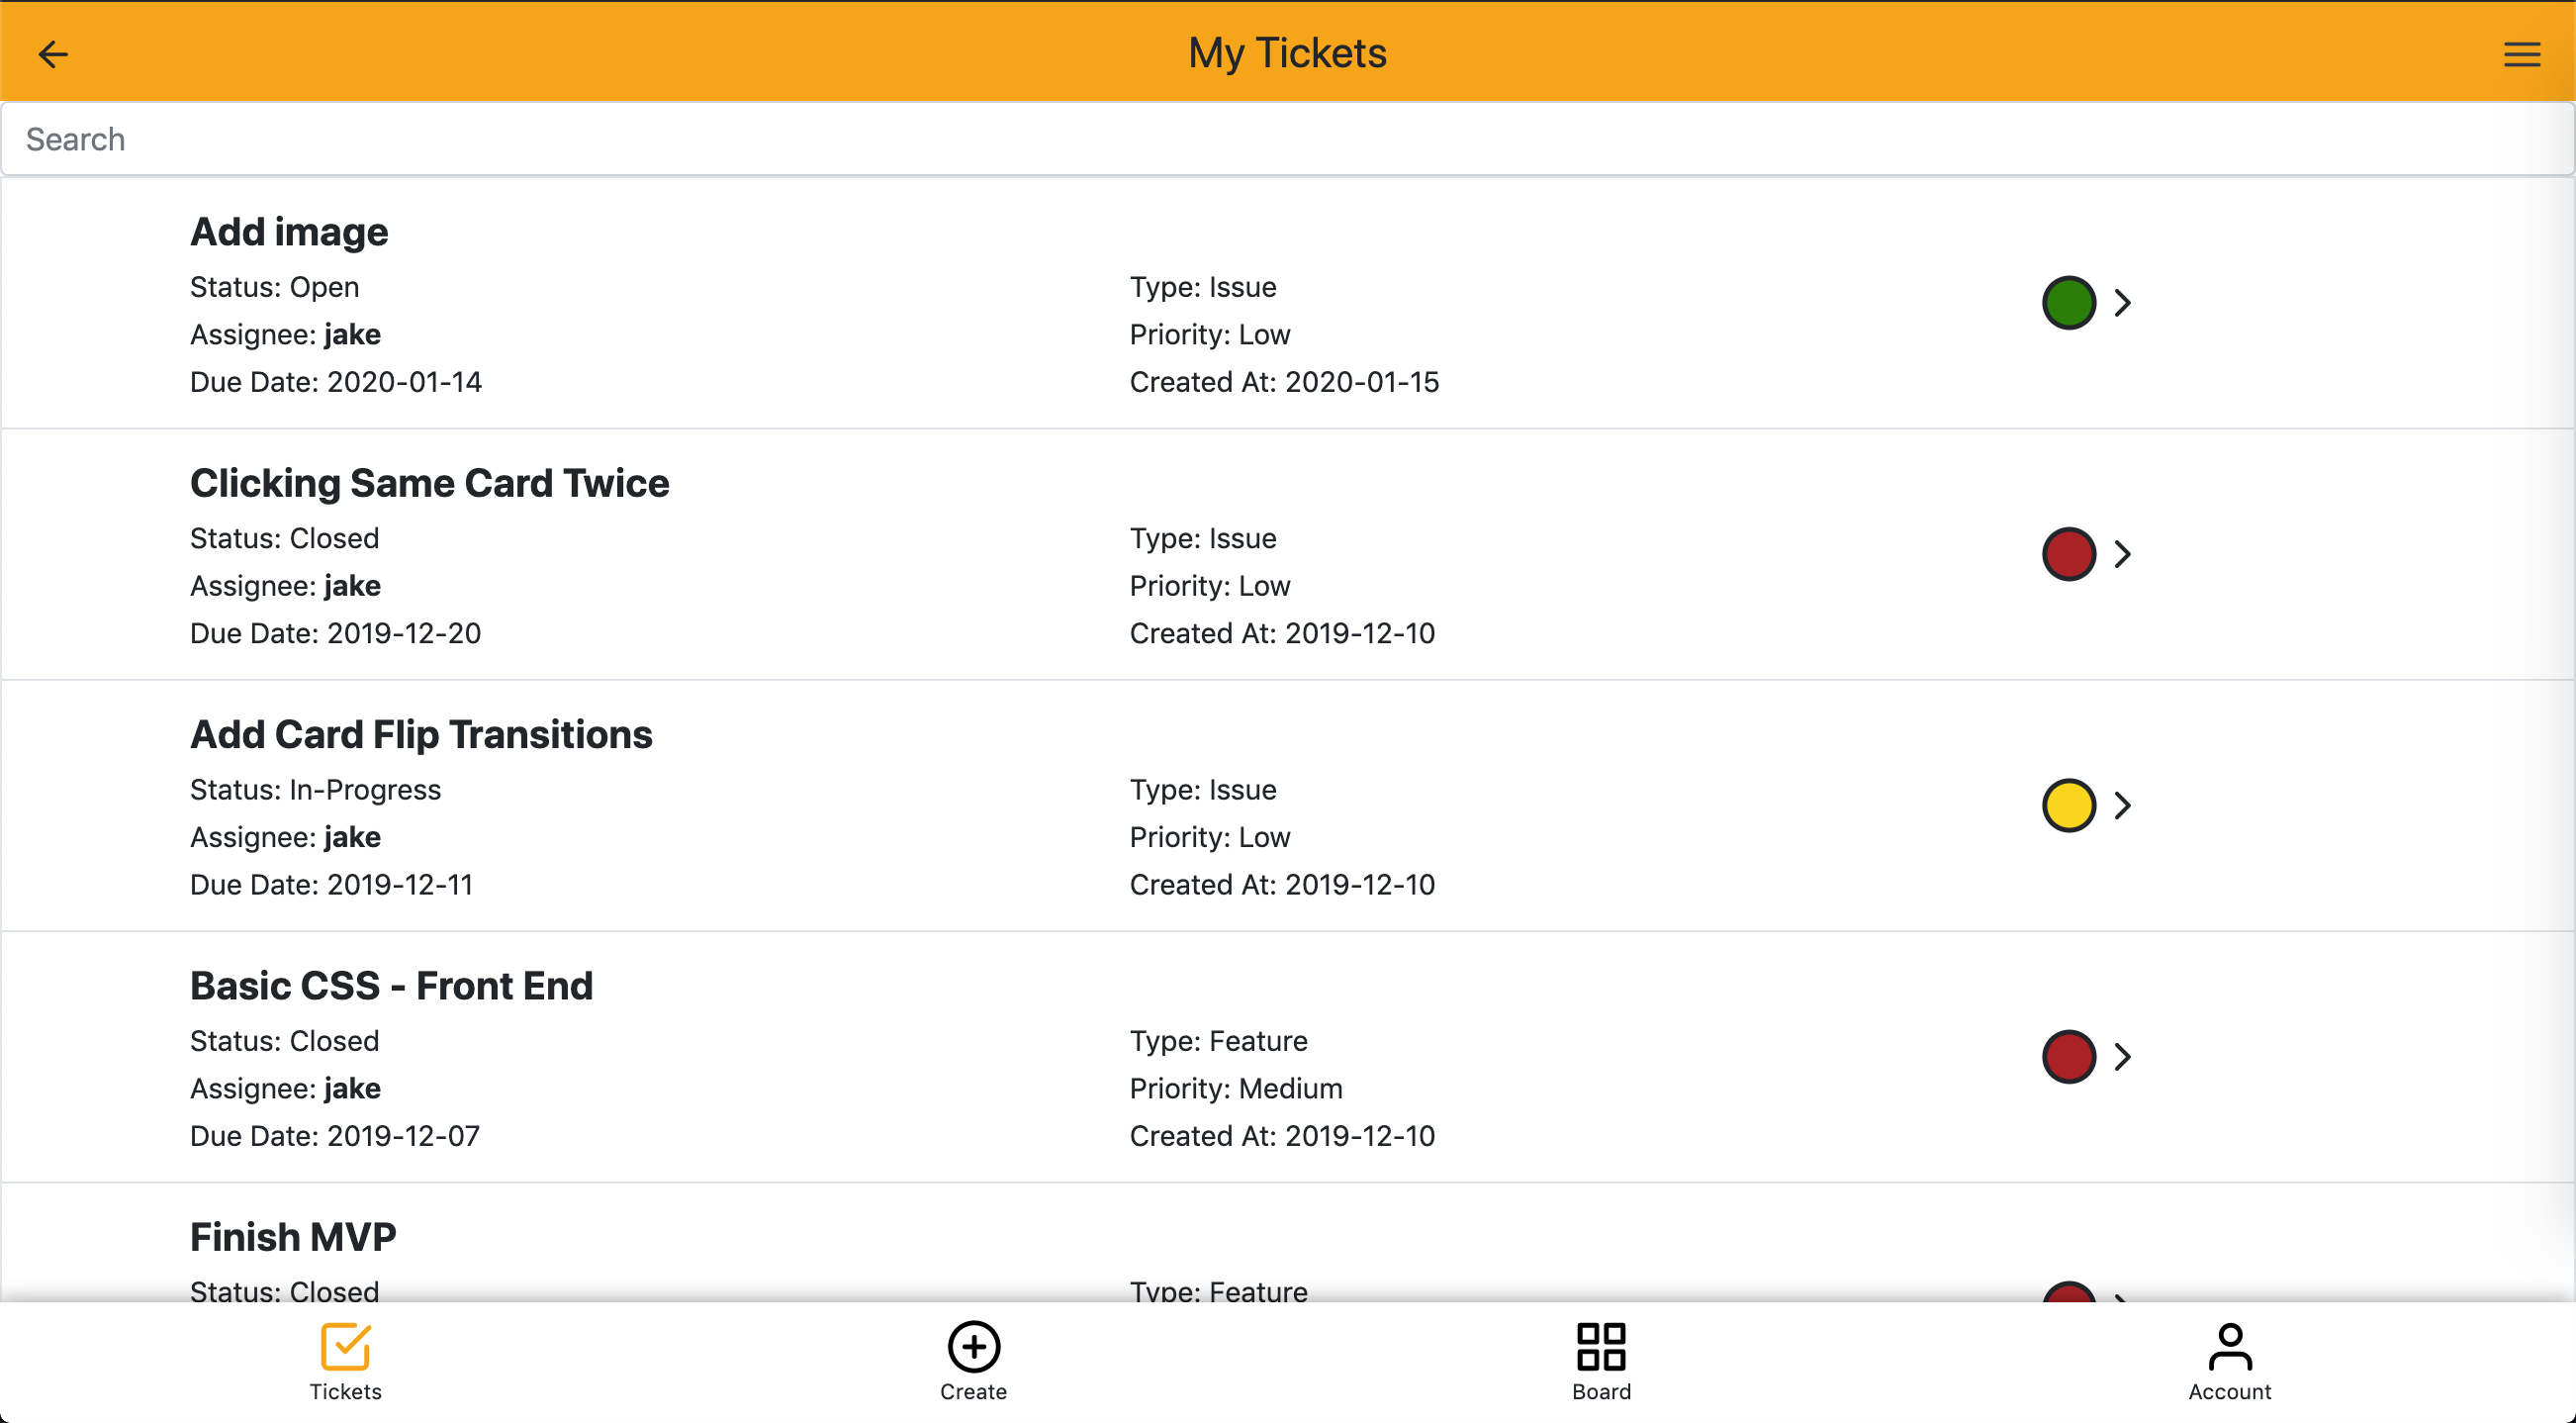 My Tickets
Search
Add image
Status: Open
Type: Issue
Assignee: jake
Priority: Low
Due Date: 2020-01-14
Created At: 2020-01-15
Clicking Same Card Twice
Status: Closed
Type: Issue
Assignee: jake
Priority: Low
Due Date: 2019-12-20
Created At: 2019-12-10
Add Card Flip Transitions
Status: In-Progress
Type: Issue
Assignee: jake
Priority: Low
Due Date: 2019-12-11
Created At: 2019-12-10
Basic CSS - Front End
Status: Closed
Type: Feature
Assignee: jake
Priority: Medium
Due Date: 2019-12-07
Created At: 2019-12-10
Finish MVP
Status: Closed
Type: Feature
Tickets
Create
Board
Account